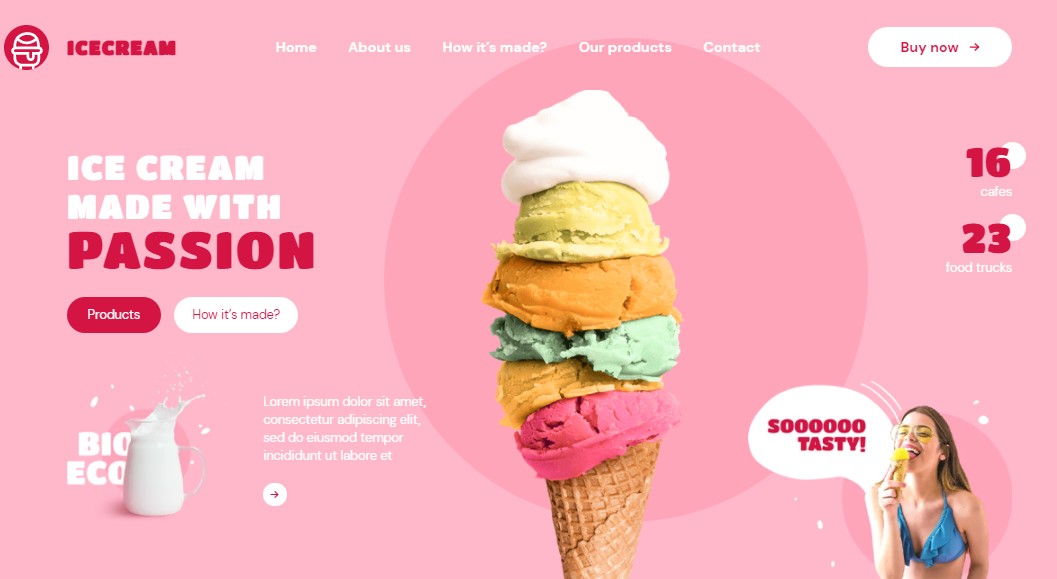 ICECREAM
Home About us How it's made? Our products Contact
Buy now
ICE CREAM
MADE WITH
PASSION
Products
How it's made?
16
cafes
23
food trucks
BIO
ECO
Lorem ipsum dolor sit amet,
consectetur adipiscing elit,
sed do eiusmod tempor
incididunt ut labore et
SOOOOOO
TASTY!